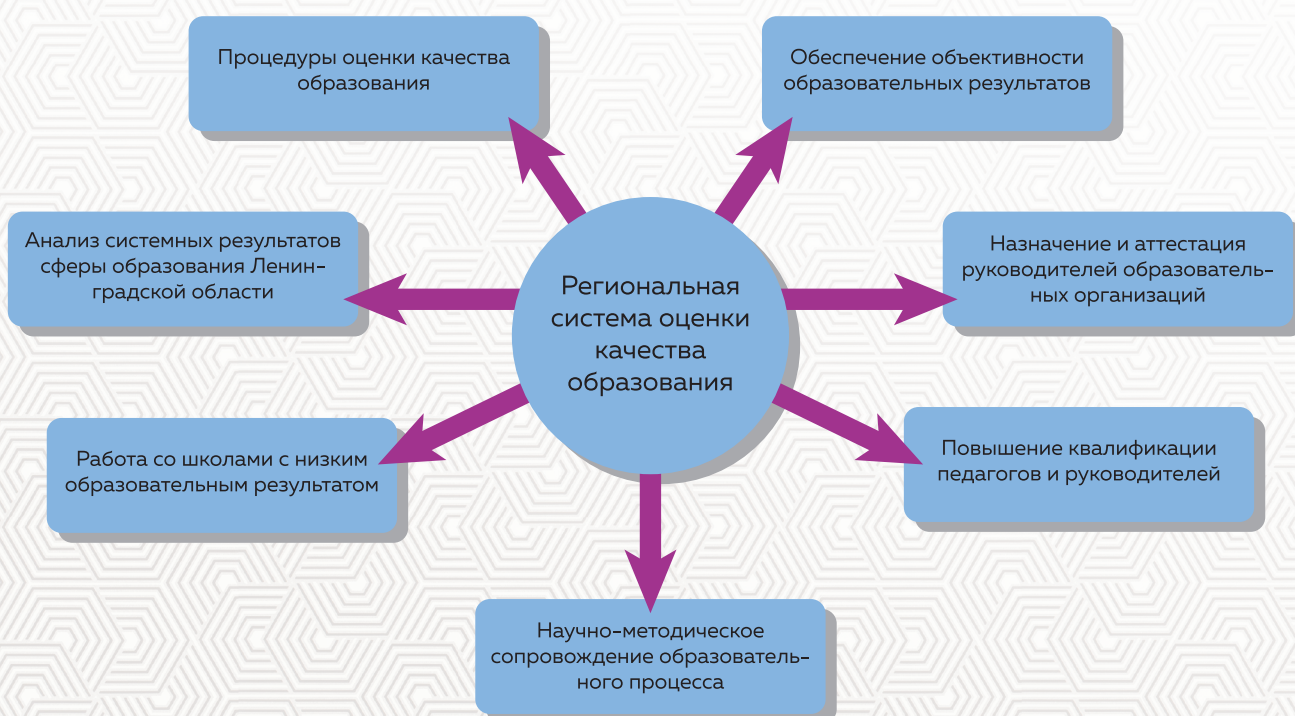 Процедуры оценки качества
образования
Обеспечение объективности
образовательных результатов
Анализ системных результатов
сферы образования Ленин-
градской области
Назначение и аттестация
руководителей образователь-
ных организаций
Региональная
система оценки
качества
образования
Работа со школами с низким
образовательным результатом
Повышение квалификации
педагогов и руководителей
Научно-методическое
сопровождение образователь-
ного процесса